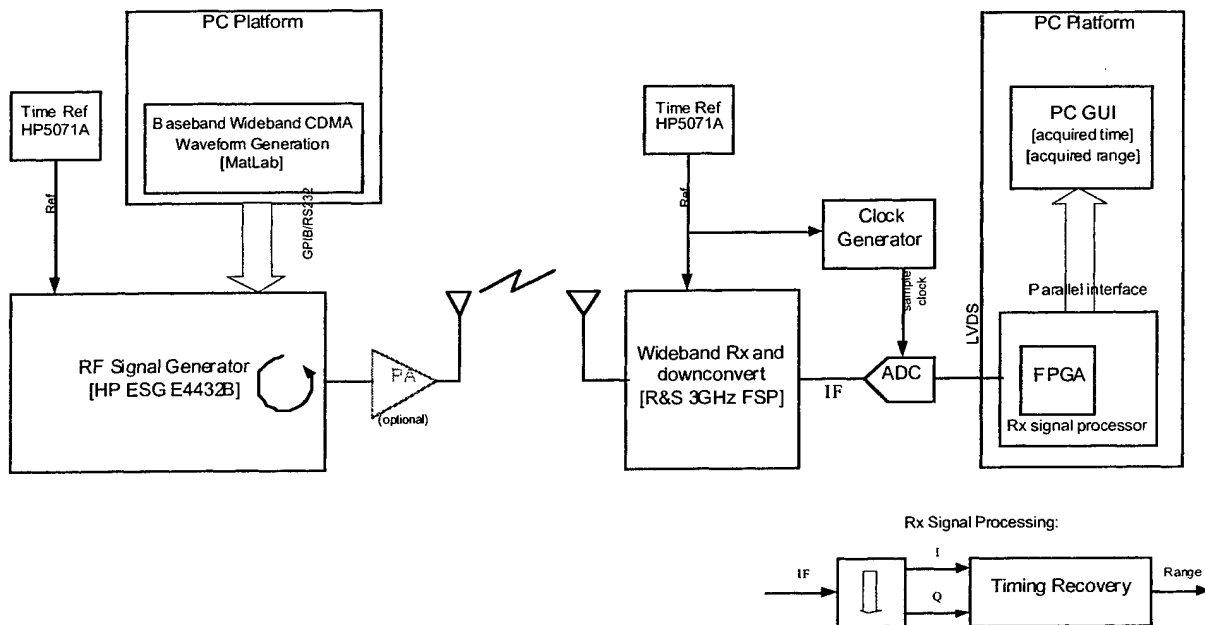 PC Platform
Time Ref
HP5071A
Baseband Wideband CDMA
Waveform Generation
[MatLab]
Ref
GPIB/RS232
RF Signal Generator
[HP ESG E4432B]
PA
(optional)
Time Ref
HP5071A
Ref
Clock
Generator
sample
clock
Wideband Rx and
downconvert
[R&S 3GHz FSP]
IF
ADC
LVDS
PC Platform
PC GUI
[acquired time]
[acquired range]
Parallel interface
FPGA
Rx signal processor
Rx Signal Processing:
IF
I
Q
Timing Recovery
Range